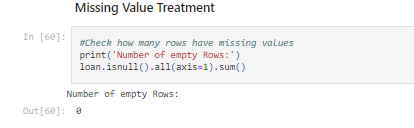 Missing Value Treatment
In [60]:
#Check how many rows have missing values
print('Number of empty Rows:')
loan.isnull().all(axis=1).sum()
Number of empty Rows:
Out[60]: 0